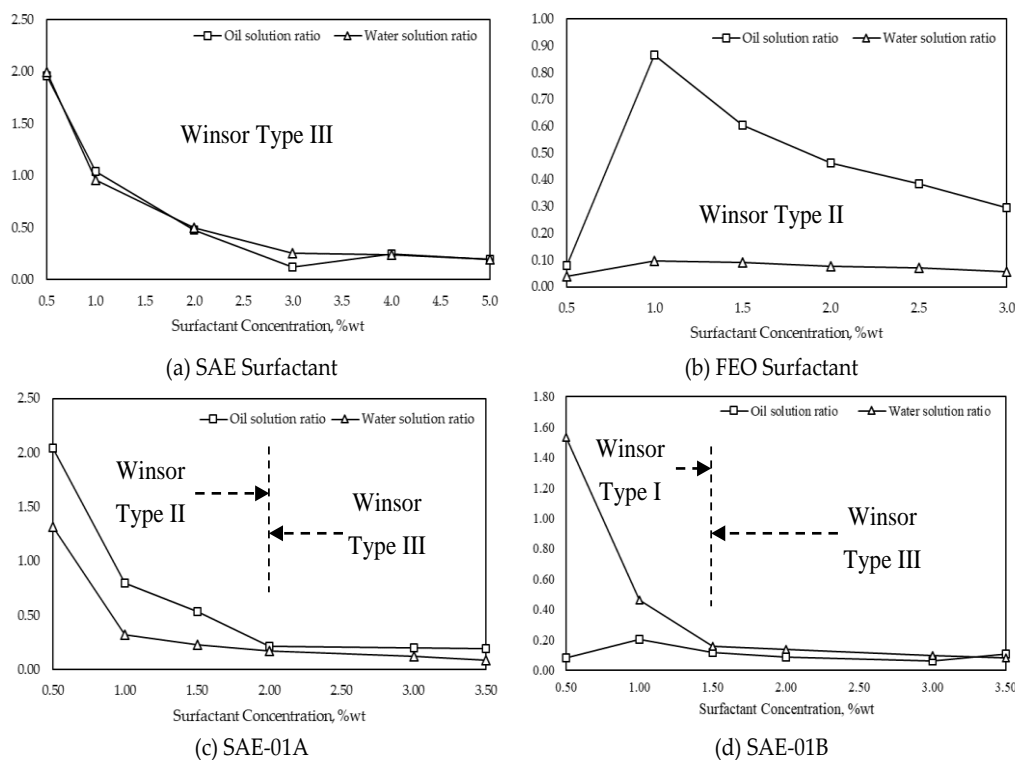 2.50
2.00
1.50
1.00
0.50
0.00
Oil solution ratio
Water solution ratio
Winsor Type III
0.5 1.0 1.5 2.0 2.5 3.0 3.5 4.0 4.5 5.0
Surfactant Concentration, %wt
(a) SAE Surfactant
1.00
0.90
0.80
0.70
0.60
0.50
0.40
0.30
0.20
0.10
0.00
Oil solution ratio
Water solution ratio
Winsor Type II
0.5 1.0 1.5 2.0 2.5 3.0
Surfactant Concentration, %wt
(b) FEO Surfactant
2.50
2.00
1.50
1.00
0.50
0.00
Oil solution ratio
Water solution ratio
Winsor
Type II
Winsor
Type III
0.50 1.00 1.50 2.00 2.50 3.00 3.50
Surfactant Concentration, %wt
(c) SAE-01A
1.80
1.60
1.40
1.20
1.00
0.80
0.60
0.40
0.20
0.00
Oil solution ratio
Water solution ratio
Winsor
Type I
Winsor
Type III
0.50 1.00 1.50 2.00 2.50 3.00 3.50
Surfactant Concentration, %wt
(d) SAE-01B